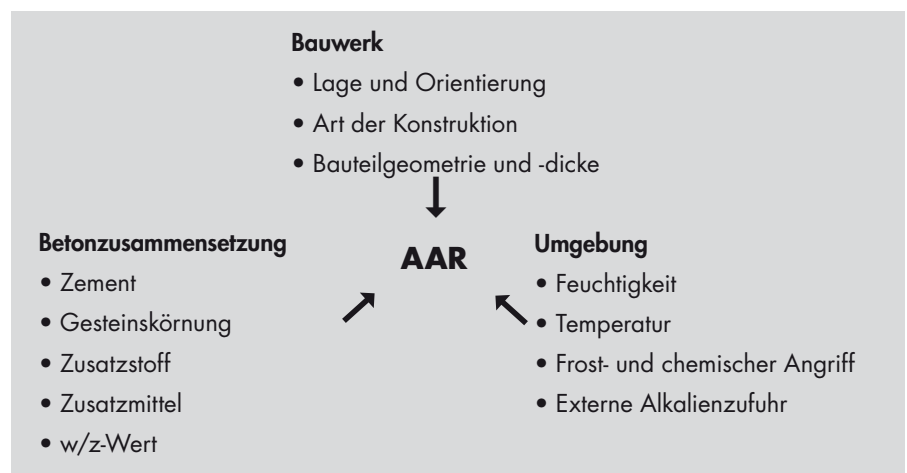 Bauwerk
• Lage und Orientierung
• Art der Konstruktion
• Bauteilgeometrie und -dicke
AAR
Betonzusammensetzung
• Zement
• Gesteinskörnung
• Zusatzstoff
• Zusatzmittel
• w/z-Wert
Umgebung
• Feuchtigkeit
• Temperatur
• Frost- und chemischer Angriff
• Externe Alkalienzufuhr